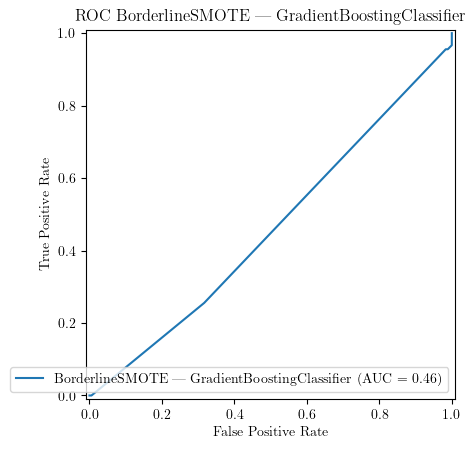 ROC BorderlineSMOTE — GradientBoostingClassifier
1.0
0.8
0.6
0.4
0.2
0.0
True Positive Rate
BorderlineSMOTE — GradientBoostingClassifier (AUC = 0.46)
0.0 0.2 0.4 0.6 0.8 1.0
False Positive Rate